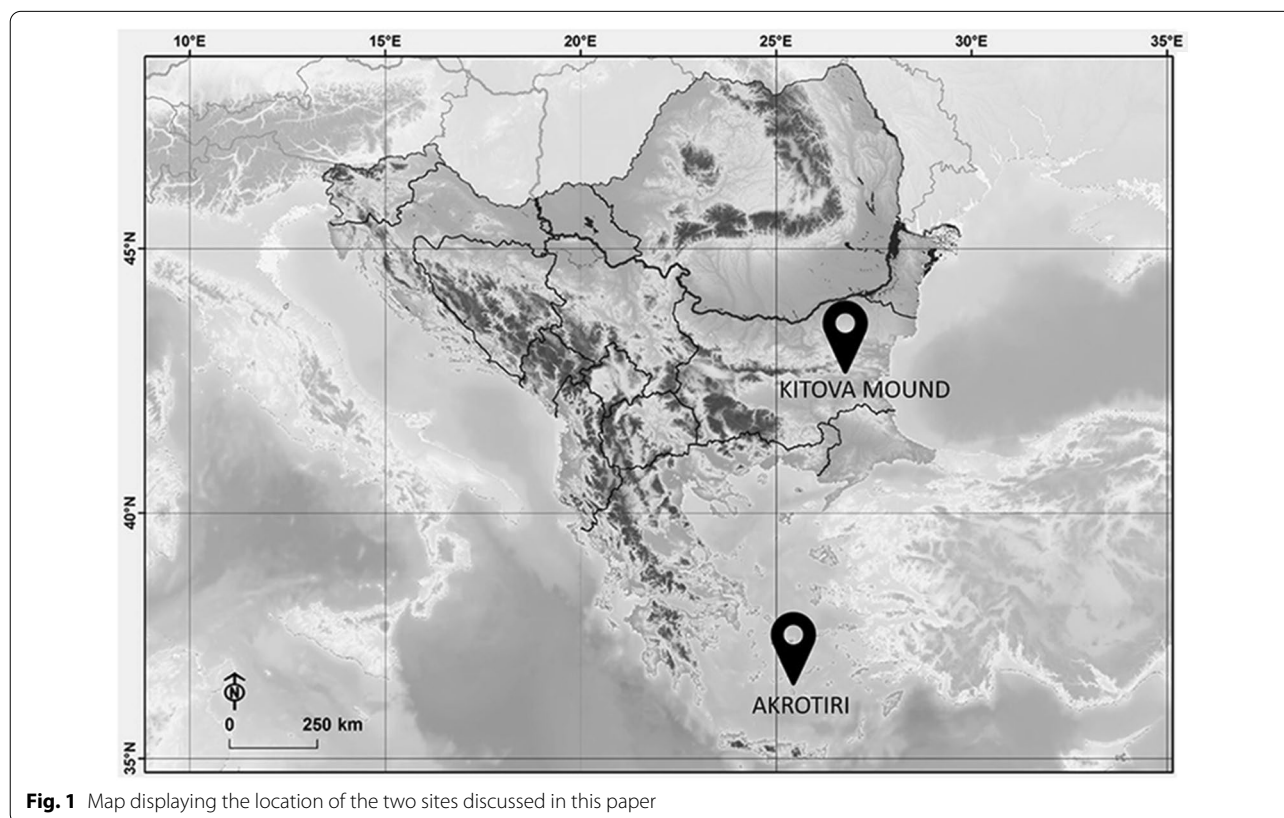 10°E 15°E 20°E 25°E 30°E 35°E
45°N
KITOVA MOUND
40°N
AKROTIRI
N
0 250 km
35°N
Fig. 1 Map displaying the location of the two sites discussed in this paper